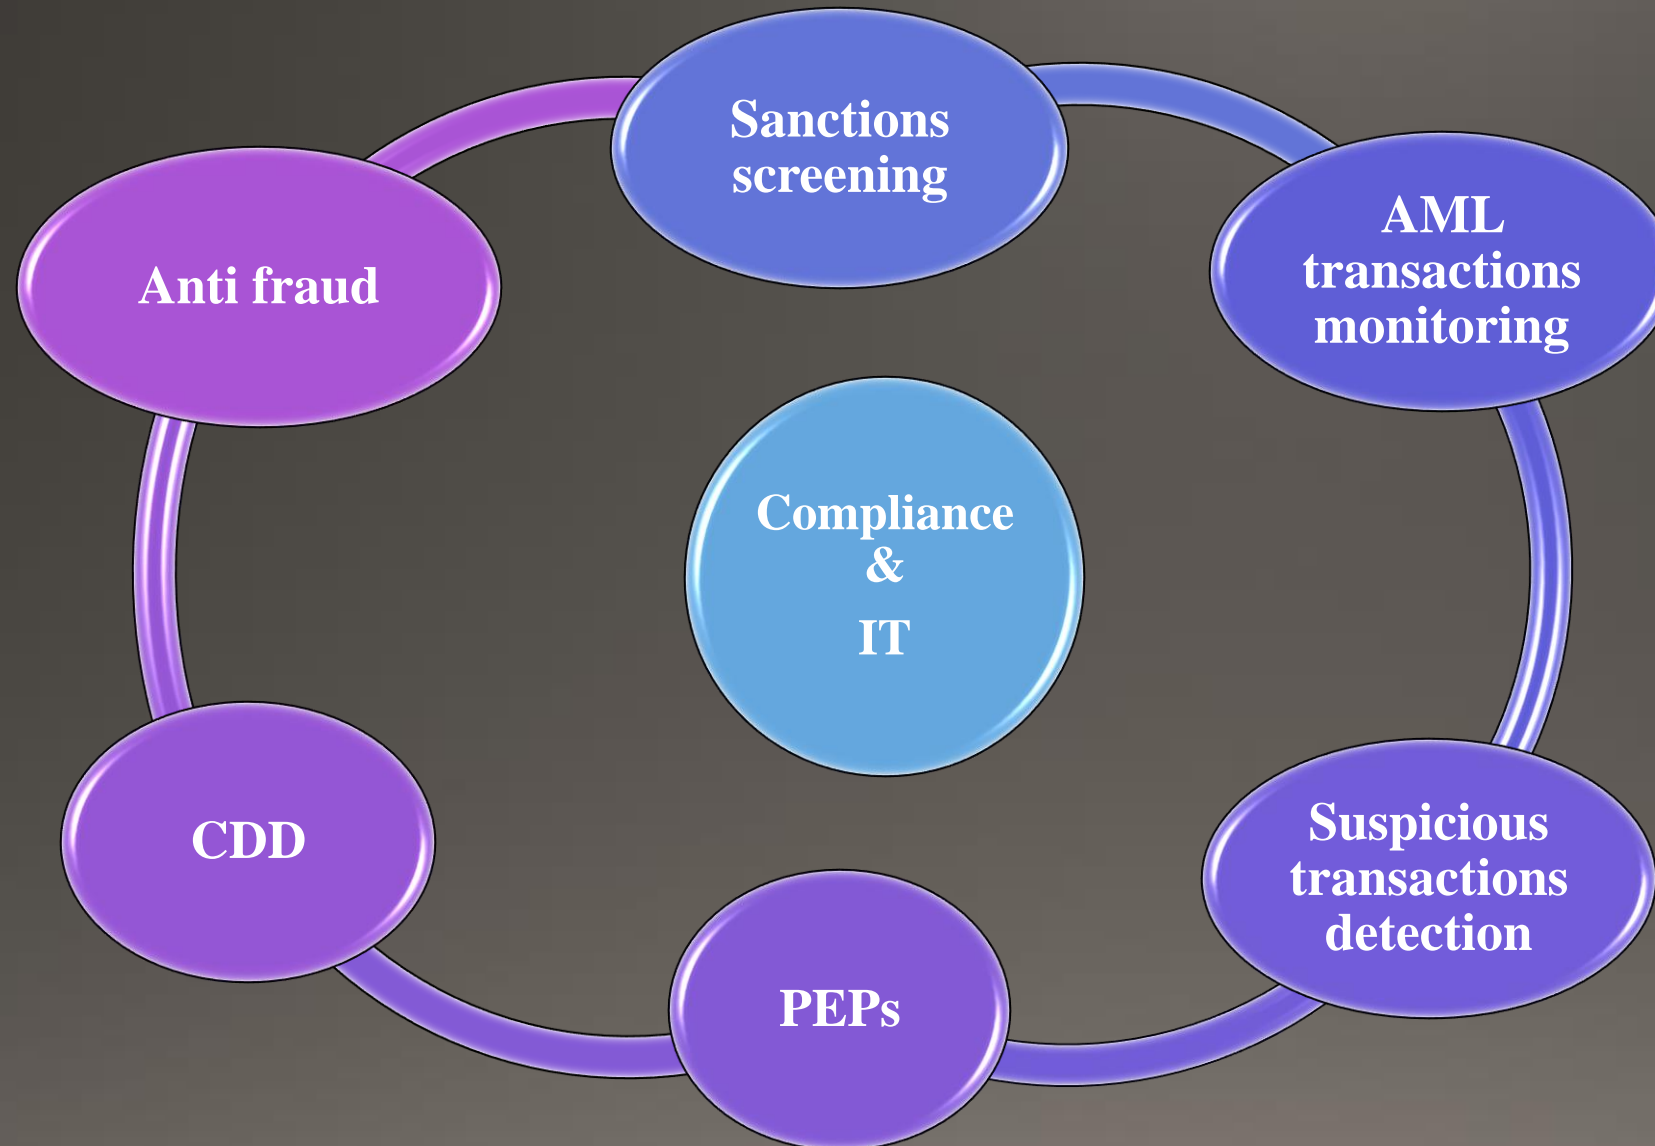 Sanctions
screening
AML
transactions
monitoring
Anti fraud
Compliance
&
IT
Suspicious
transactions
detection
CDD
PEPs